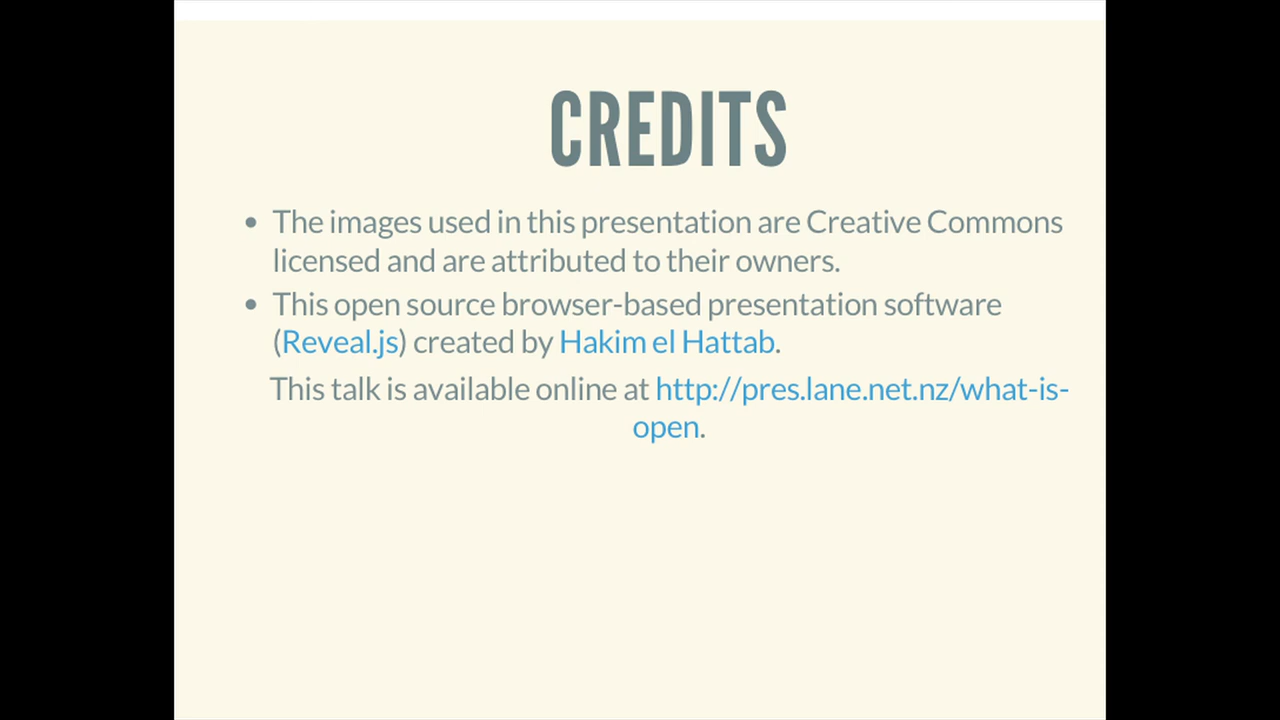 CREDITS
• The images used in this presentation are Creative Commons
licensed and are attributed to their owners.
• This open source browser-based presentation software
(Reveal.js) created by Hakim el Hattab.
This talk is available online at http://pres.lane.net.nz/what-is-
open.